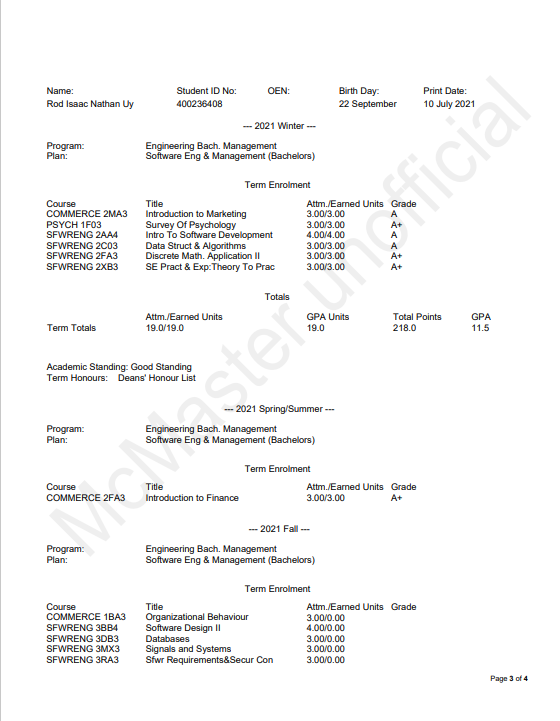 Name: Student ID No: OEN: Birth Day: Print Date:
Rod Isaac Nathan Uy 400236408 22 September 10 July 2021
--- 2021 Winter ---
Program: Engineering Bach. Management
Plan: Software Eng & Management (Bachelors)
Term Enrolment
Course Title Attm./Earned Units Grade
COMMERCE 2MA3 Introduction to Marketing 3.00/3.00 A
PSYCH 1F03 Survey Of Psychology 3.00/3.00 A+
SFWRENG 2AA4 Intro To Software Development 4.00/4.00 A
SFWRENG 2C03 Data Struct & Algorithms 3.00/3.00 A
SFWRENG 2FA3 Discrete Math. Application II 3.00/3.00 A+
SFWRENG 2XB3 SE Pract & Exp:Theory To Prac 3.00/3.00 A+
Totals
Attm./Earned Units GPA Units Total Points GPA
Term Totals 19.0/19.0 19.0 218.0 11.5
Academic Standing: Good Standing
Term Honours: Deans' Honour List
--- 2021 Spring/Summer ---
Program: Engineering Bach. Management
Plan: Software Eng & Management (Bachelors)
Term Enrolment
Course Title Attm./Earned Units Grade
COMMERCE 2FA3 Introduction to Finance 3.00/3.00 A+
--- 2021 Fall ---
Program: Engineering Bach. Management
Plan: Software Eng & Management (Bachelors)
Term Enrolment
Course Title Attm./Earned Units Grade
COMMERCE 1BA3 Organizational Behaviour 3.00/0.00
SFWRENG 3BB4 Software Design II 4.00/0.00
SFWRENG 3DB3 Databases 3.00/0.00
SFWRENG 3MX3 Signals and Systems 3.00/0.00
SFWRENG 3RA3 Sfwr Requirements&Secur Con 3.00/0.00
Page 3 of 4
McMaster unofficial